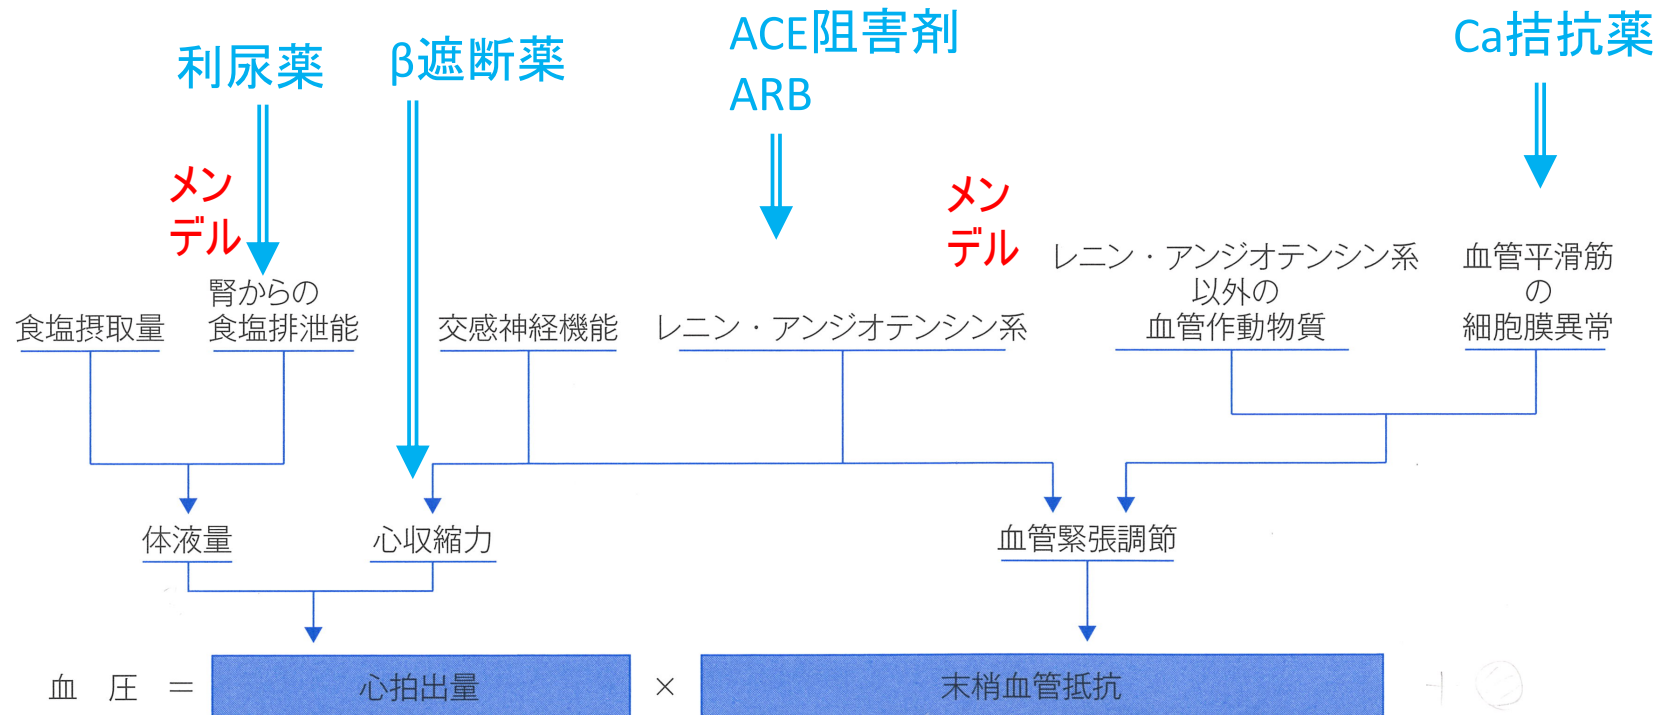 利尿薬
β遮断薬
ACE阻害剤
ARB
Ca拮抗薬
メン
デル
メン
デル
食塩摂取量
腎からの
食塩排泄能
交感神経機能
レニン・アンジオテンシン系
レニン・アンジオテンシン系
以外の
血管作動物質
血管平滑筋
の
細胞膜異常
体液量
心収縮力
血管緊張調節
血 圧 = 心拍出量 × 末梢血管抵抗